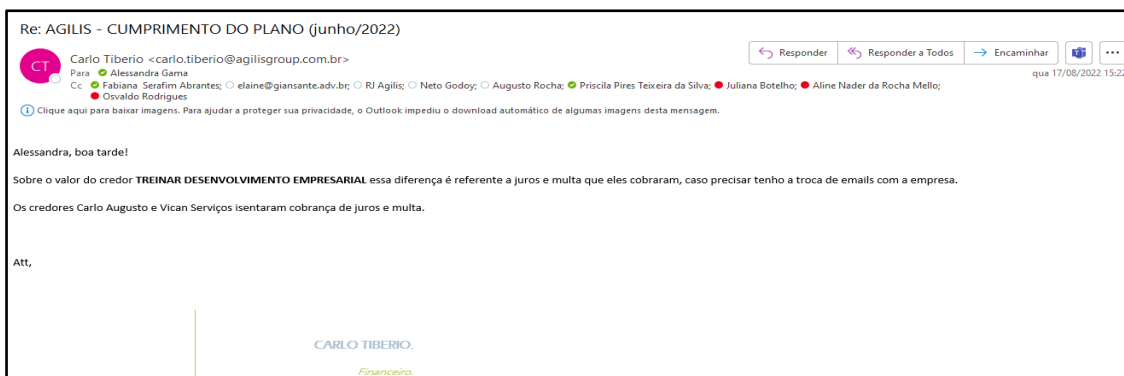 Re: AGILIS - CUMPRIMENTO DO PLANO (junho/2022)
CT
Carlo Tiberio <carlo.tiberio@agilisgroup.com.br>
Para Alessandra Gama
Cc Fabiana Serafim Abrantes; elaine@giansante.adv.br; RJ Agilis; Neto Godoy; Augusto Rocha; Priscila Pires Teixeira da Silva; Juliana Botelho; Aline Nader da Rocha Mello;
Osvaldo Rodrigues
Responder Responder a Todos Encaminhar ...
qua 17/08/2022 15:22
Clique aqui para baixar imagens. Para ajudar a proteger sua privacidade, o Outlook impediu o download automático de algumas imagens desta mensagem.
Alessandra, boa tarde!
Sobre o valor do credor TREINAR DESENVOLVIMENTO EMPRESARIAL essa diferença é referente a juros e multa que eles cobraram, caso precisar tenho a troca de emails com a empresa.
Os credores Carlo Augusto e Vican Serviços isentaram cobrança de juros e multa.
Att,
CARLO TIBERIO.
Financeiro.